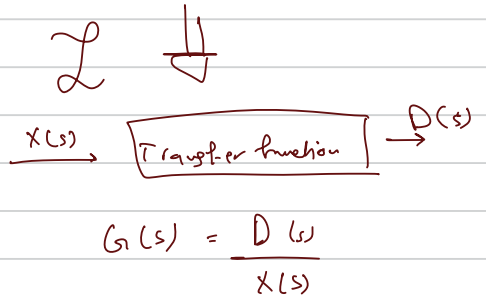 ℒ
X(s)
Transfer function
D(s)
G(s) = D(s)
X(s)